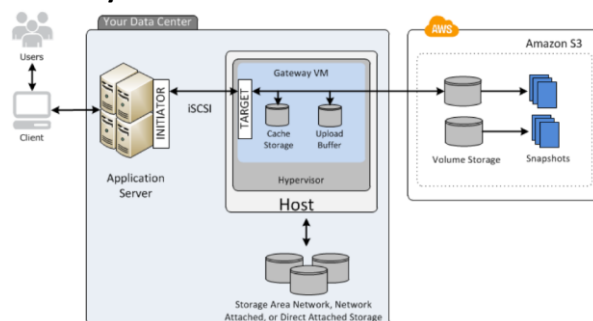 Your Data Center
AWS
Amazon S3
Users
Client
Application
Server
INITIATOR
iSCSI
TARGET
Gateway VM
Cache
Storage
Upload
Buffer
Hypervisor
Host
Volume Storage
Snapshots
Storage Area Network, Network
Attached, or Direct Attached Storage